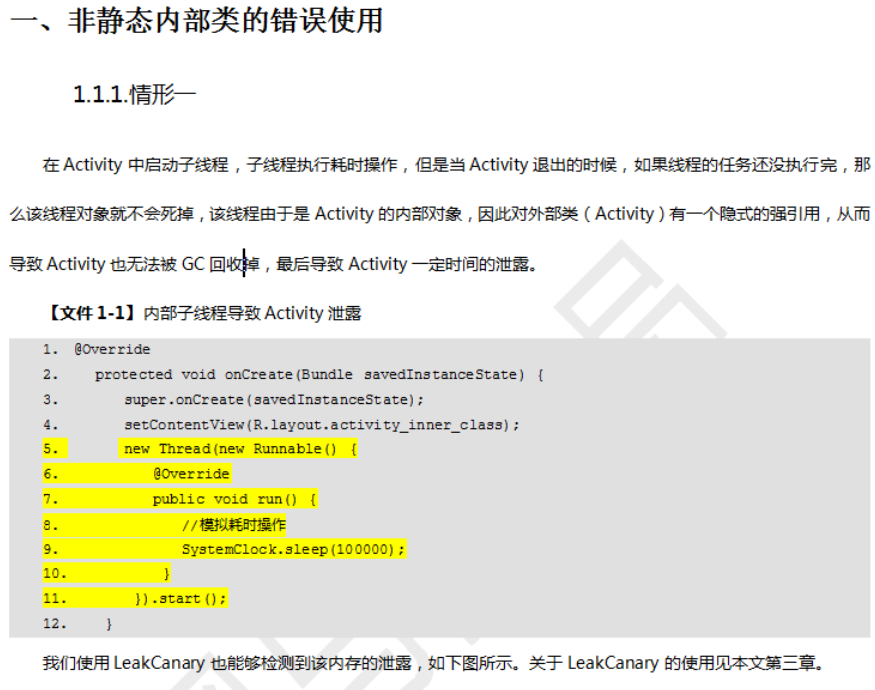 一、非静态内部类的错误使用
1.1.1.情形一
在 Activity 中启动子线程，子线程执行耗时操作，但是当 Activity 退出的时候，如果线程的任务还没执行完，那
么该线程对象就不会死掉，该线程由于是 Activity 的内部对象，因此对外部类（Activity）有一个隐式的强引用，从而
导致 Activity 也无法被 GC 回收掉，最后导致 Activity 一定时间的泄露。
【文件 1-1】内部子线程导致 Activity 泄露
1. @Override
2. protected void onCreate(Bundle savedInstanceState) {
3. super.onCreate(savedInstanceState);
4. setContentView(R.layout.activity_inner_class);
5. new Thread(new Runnable() {
6. @Override
7. public void run() {
8. //模拟耗时操作
9. SystemClock.sleep(100000);
10. }
11. }).start();
12. }
我们使用 LeakCanary 也能够检测到该内存的泄露，如下图所示。关于 LeakCanary 的使用见本文第三章。